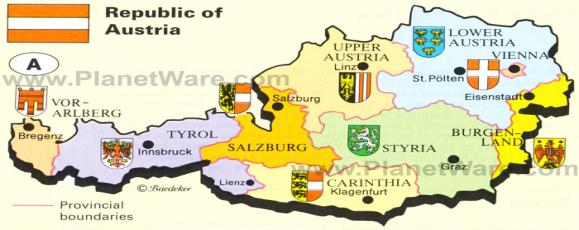 Republic of
Austria
A
www.PlanetWare.com
VOR-
ARLBERG
Bregenz
TYROL
Innsbruck
Lienz
Salzburg
SALZBURG
UPPER
AUSTRIA
Linz
LOWER
AUSTRIA
St. Pölten
VIENNA
Eisenstadt
BURGEN-
LAND
STYRIA
Graz
www.PlanetWare.com
CARINTHIA
Klagenfurt
© Baedeker
Provincial
boundaries